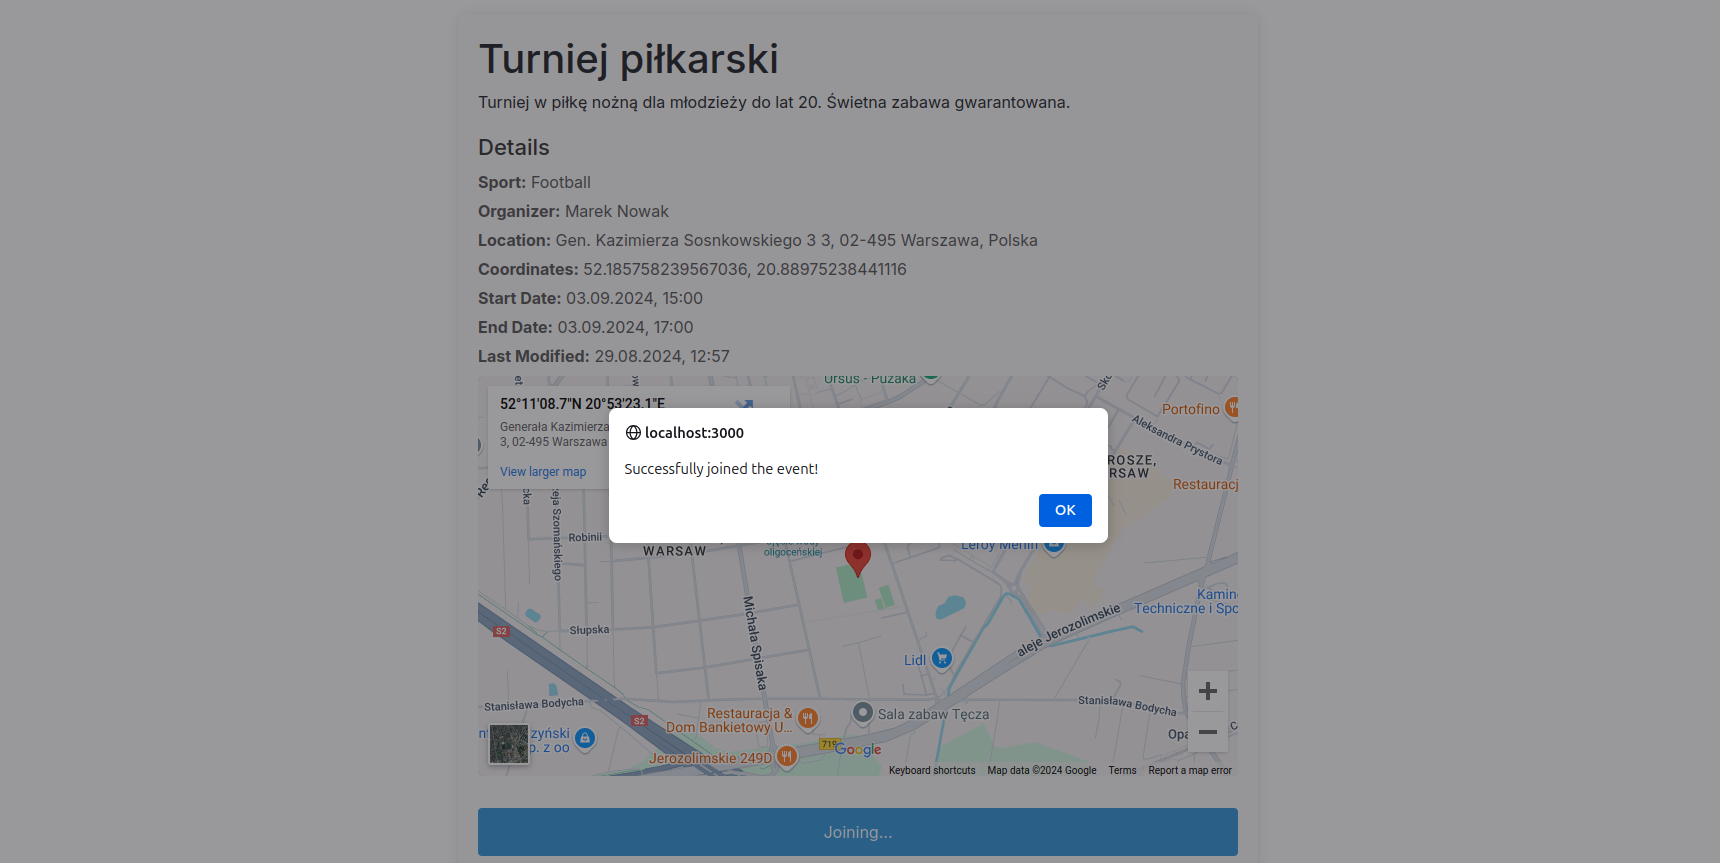 Turniej piłkarski
Turniej w piłkę nożną dla młodzieży do lat 20. Świetna zabawa gwarantowana.
Details
Sport: Football
Organizer: Marek Nowak
Location: Gen. Kazimierza Sosnkowskiego 3 3, 02-495 Warszawa, Polska
Coordinates: 52.185758239567036, 20.88975238441116
Start Date: 03.09.2024, 15:00
End Date: 03.09.2024, 17:00
Last Modified: 29.08.2024, 12:57
Ursus - Puzaka
52°11'08.7"N 20°53'23.1"E
Generała Kazimierza
3, 02-495 Warszawa
View larger map
Portofino
Aleksandra Prystora
ROSZE,
RSAW
Restauracj
localhost:3000
Successfully joined the event!
OK
Szomańskiego
Robinii
WARSAW
oligoceńskiej
Leroy Merlin
Kamin
Techniczne i Spo
Michała Spisaka
aleje Jerozolimskie
S2
Słupska
Lidl
Stanisława Bodycha
Stanisława Bodycha
S2
Restauracja &
Dom Bankietowy U...
Sala zabaw Tęcza
zyński
p. z oo
719
Google
Opa
Jerozolimskie 249D
Keyboard shortcuts
Map data ©2024 Google
Terms
Report a map error
Joining...